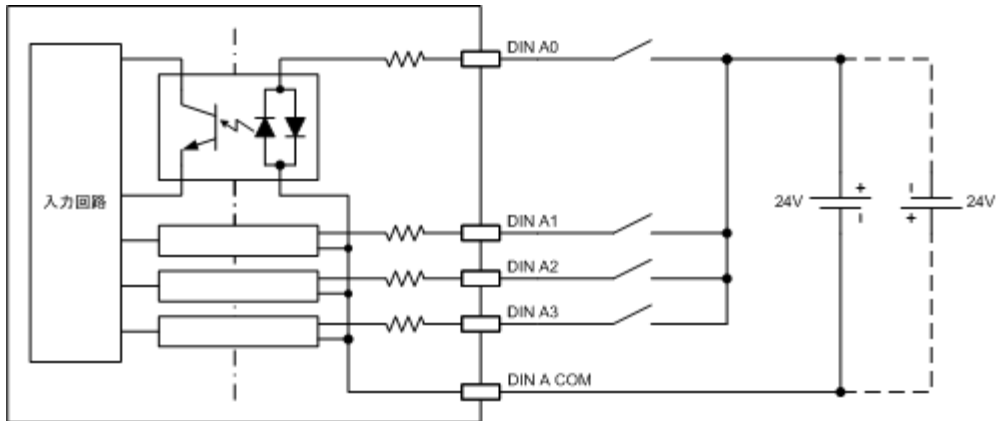 DIN A0
入力回路
24V
+
-
-
+
24V
DIN A1
DIN A2
DIN A3
DIN A COM